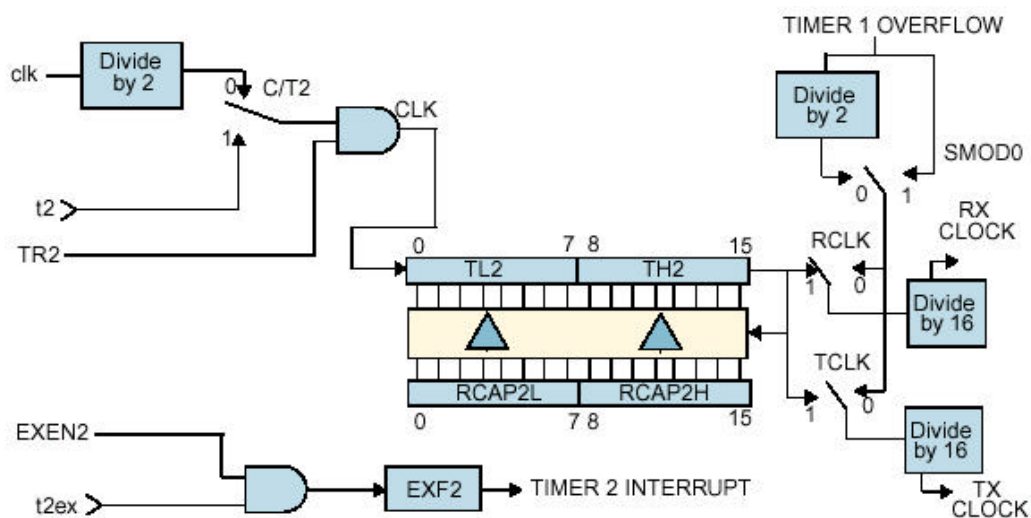 TIMER 1 OVERFLOW
clk
Divide
by 2
0
C/T2
1
CLK
Divide
by 2
SMOD0
0
1
t2
TR2
RX
CLOCK
0
7
8
15
TL2
TH2
RCLK
1
0
Divide
by 16
TCLK
1
0
RCAP2L
RCAP2H
0
7
8
15
Divide
by 16
EXEN2
t2ex
EXF2
TIMER 2 INTERRUPT
TX
CLOCK